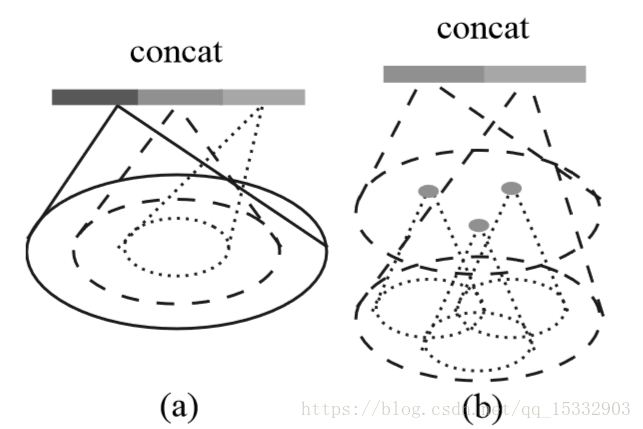 concat
concat
(a)
(b)
https://blog.csdn.net/qq_15332903